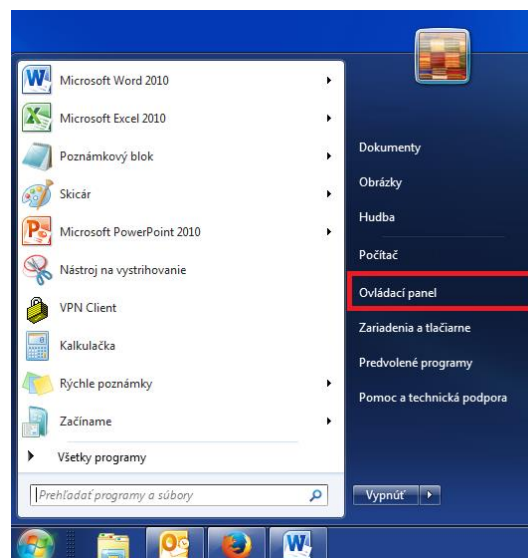 Microsoft Word 2010
Microsoft Excel 2010
Poznámkový blok
Skicár
Microsoft PowerPoint 2010
Nástroj na vystrihovanie
VPN Client
Kalkulačka
Rýchle poznámky
Začíname
Všetky programy
Prehľadať programy a súbory
Dokumenty
Obrázky
Hudba
Počítač
Ovládací panel
Zariadenia a tlačiarne
Predvolené programy
Pomoc a technická podpora
Vypnúť